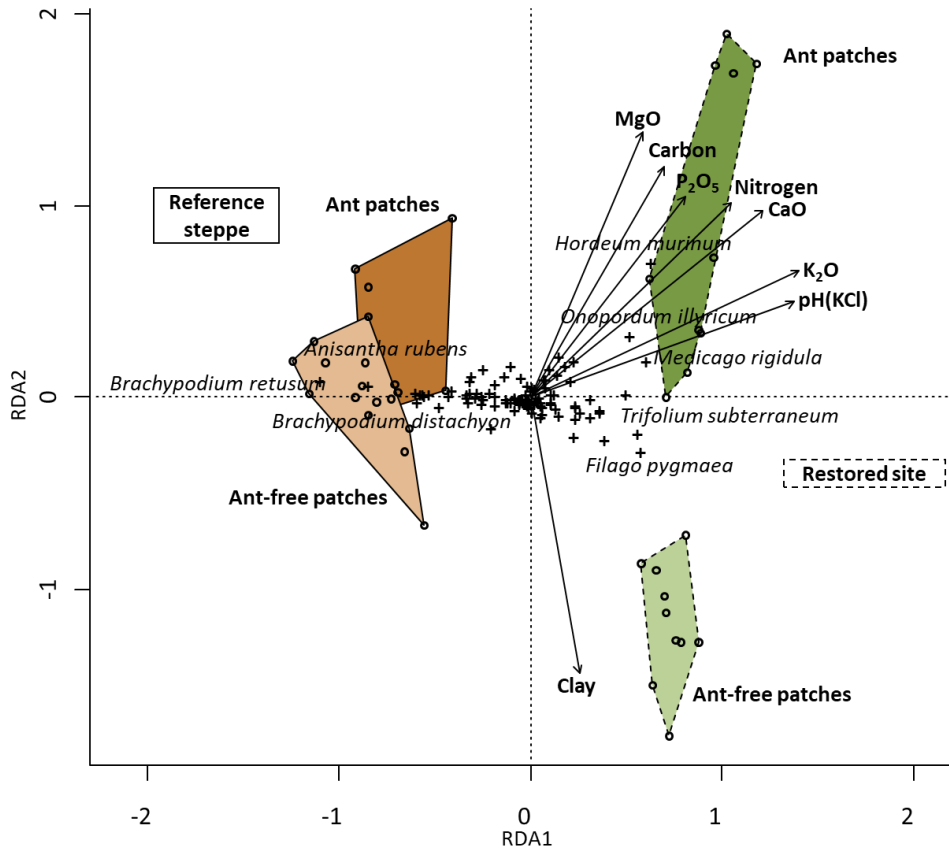 2
Ant patches
MgO
Carbon
P₂O₅
Nitrogen
CaO
Reference
steppe
Ant patches
1
Hordeum murinum
K₂O
pH(KCl)
Onopordum illyricum
Anisantha rubens
Medicago rigidula
Brachypodium retusum
RDA2
0
Brachypodium distachyon
Trifolium subterraneum
Filago pygmaea
Restored site
Ant-free patches
-1
Clay
Ant-free patches
-2
-1
0
1
2
RDA1